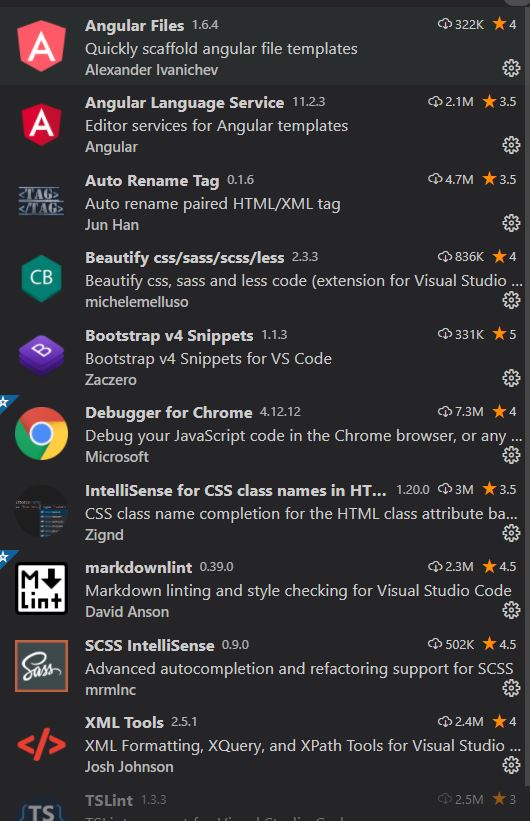 Angular Files 1.6.4 322K 4
Quickly scaffold angular file templates
Alexander Ivanichev
Angular Language Service 11.2.3 2.1M 3.5
Editor services for Angular templates
Angular
<TAG>
</TAG>
Auto Rename Tag 0.1.6 4.7M 3.5
Auto rename paired HTML/XML tag
Jun Han
CB
Beautify css/sass/scss/less 2.3.3 836K 4
Beautify css, sass and less code (extension for Visual Studio ...
michelemelluso
B
Bootstrap v4 Snippets 1.1.3 331K 5
Bootstrap v4 Snippets for VS Code
Zaczero
Debugger for Chrome 4.12.12 7.3M 4
Debug your JavaScript code in the Chrome browser, or any ...
Microsoft
IntelliSense for CSS class names in HT... 1.20.0 3M 3.5
CSS class name completion for the HTML class attribute ba...
Zignd
M
Lint
markdownlint 0.39.0 2.3M 4.5
Markdown linting and style checking for Visual Studio Code
David Anson
Sass
SCSS IntelliSense 0.9.0 502K 4.5
Advanced autocompletion and refactoring support for SCSS
mrmlnc
</>
XML Tools 2.5.1 2.4M 4
XML Formatting, XQuery, and XPath Tools for Visual Studio ...
Josh Johnson
TS
TSLint 1.3.3 2.5M 3